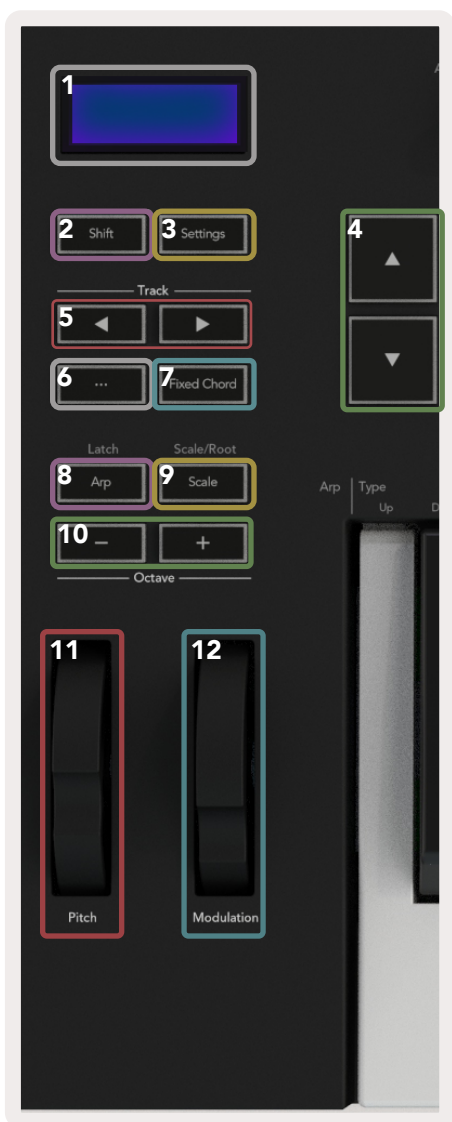 1
2 Shift
3 Settings
4
▲
Track
5 ◀ ▶
▼
6 ...
7 Fixed Chord
Latch Scale/Root
8 Arp
9 Scale
Arp Type
Up
10 − +
Octave
11
12
Pitch
Modulation